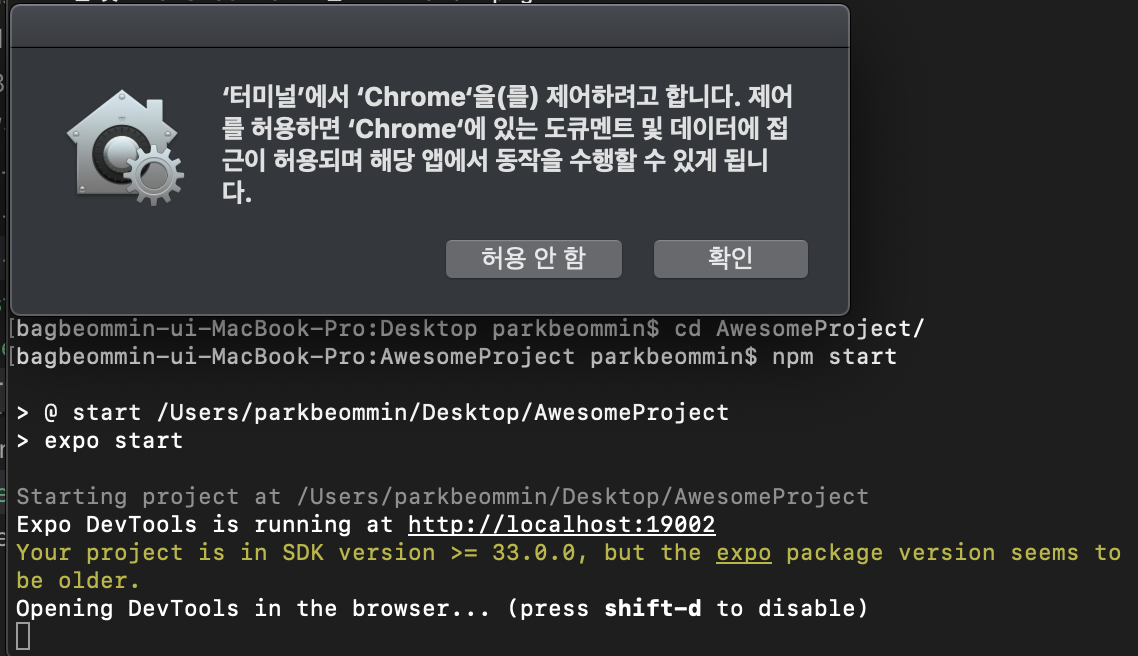 ‘터미널’에서 ‘Chrome‘을(를) 제어하려고 합니다. 제어
를 허용하면 ‘Chrome‘에 있는 도큐멘트 및 데이터에 접
근이 허용되며 해당 앱에서 동작을 수행할 수 있게 됩니
다.
허용 안 함 확인
[bagbeommin-ui-MacBook-Pro:Desktop parkbeommin$ cd AwesomeProject/
[bagbeommin-ui-MacBook-Pro:AwesomeProject parkbeommin$ npm start
> @ start /Users/parkbeommin/Desktop/AwesomeProject
> expo start
Starting project at /Users/parkbeommin/Desktop/AwesomeProject
Expo DevTools is running at http://localhost:19002
Your project is in SDK version >= 33.0.0, but the expo package version seems to
be older.
Opening DevTools in the browser... (press shift-d to disable)